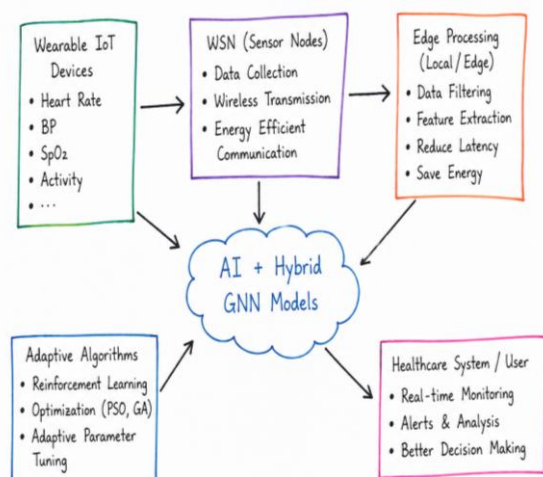 Wearable IoT
Devices
• Heart Rate
• BP
• SpO₂
• Activity
• ...
WSN (Sensor Nodes)
• Data Collection
• Wireless Transmission
• Energy Efficient
Communication
Edge Processing
(Local/Edge)
• Data Filtering
• Feature Extraction
• Reduce Latency
• Save Energy
AI + Hybrid
GNN Models
Adaptive Algorithms
• Reinforcement Learning
• Optimization (PSO, GA)
• Adaptive Parameter
Tuning
Healthcare System / User
• Real-time Monitoring
• Alerts & Analysis
• Better Decision Making